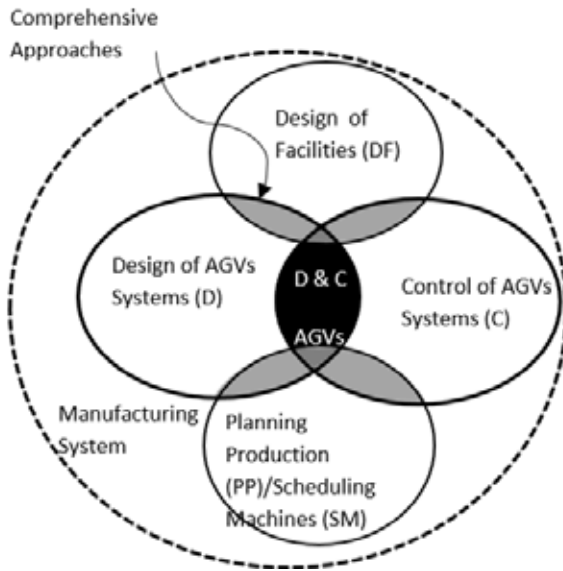 Comprehensive
Approaches
Design of
Facilities (DF)
Design of AGVs
Systems (D)
D & C
AGVs
Control of AGVs
Systems (C)
Manufacturing
System
Planning
Production
(PP)/Scheduling
Machines (SM)